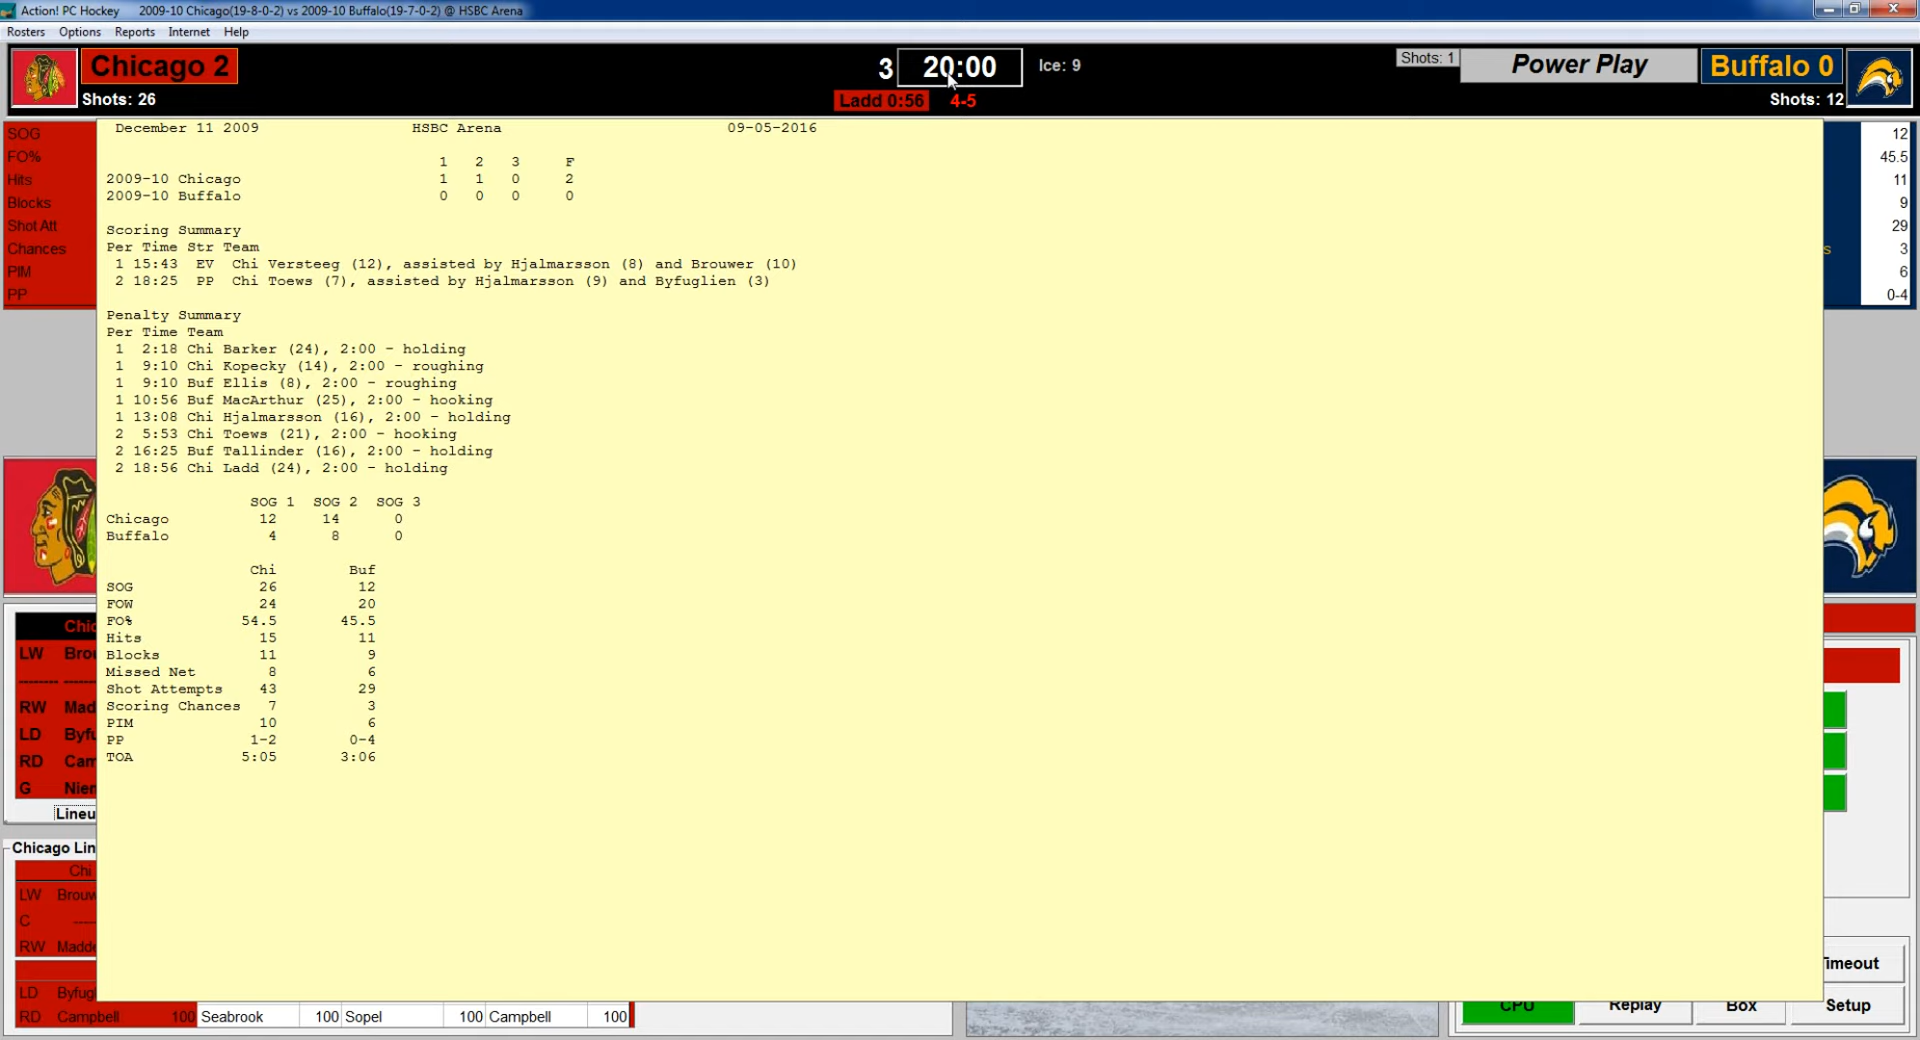 Action! PC Hockey 2009-10 Chicago(19-8-0-2) vs 2009-10 Buffalo(19-7-0-2) @ HSBC Arena
Rosters Options Reports Internet Help
Chicago 2 3 20:00 Ice: 9 Shots: 1 Power Play Buffalo 0
Shots: 26 Ladd 0:56 4-5 Shots: 12
December 11 2009 HSBC Arena 09-05-2016
1 2 3 F
2009-10 Chicago 1 1 0 2
2009-10 Buffalo 0 0 0 0
Scoring Summary
Per Time Str Team
1 15:43 EV Chi Versteeg (12), assisted by Hjalmarsson (8) and Brouwer (10)
2 18:25 PP Chi Toews (7), assisted by Hjalmarsson (9) and Byfuglien (3)
Penalty Summary
Per Time Team
1 2:18 Chi Barker (24), 2:00 - holding
1 9:10 Chi Kopecky (14), 2:00 - roughing
1 9:10 Buf Ellis (8), 2:00 - roughing
1 10:56 Buf MacArthur (25), 2:00 - hooking
1 13:08 Chi Hjalmarsson (16), 2:00 - holding
2 5:53 Chi Toews (21), 2:00 - hooking
2 16:25 Buf Tallinder (16), 2:00 - holding
2 18:56 Chi Ladd (24), 2:00 - holding
SOG 1 SOG 2 SOG 3
Chicago 12 14 0
Buffalo 4 8 0
Chi Buf
SOG 26 12
FOW 24 20
FO% 54.5 45.5
Hits 15 11
Blocks 11 9
Missed Net 8 6
Shot Attempts 43 29
Scoring Chances 7 3
PIM 10 6
PP 1-2 0-4
TOA 5:05 3:06
SOG
FO%
Hits
Blocks
Shot Att
Chances
PIM
PP
12
45.5
11
9
29
s 3
6
0-4
Chic
LW Brou
RW Mad
LD Byfu
RD Cam
G Niem
Lineu
Chicago Lin
Chi
LW Brouw
C
RW Madde
LD Byfug
RD Campbell 100 Seabrook 100 Sopel 100 Campbell 100
Timeout
CPU Replay Box Setup